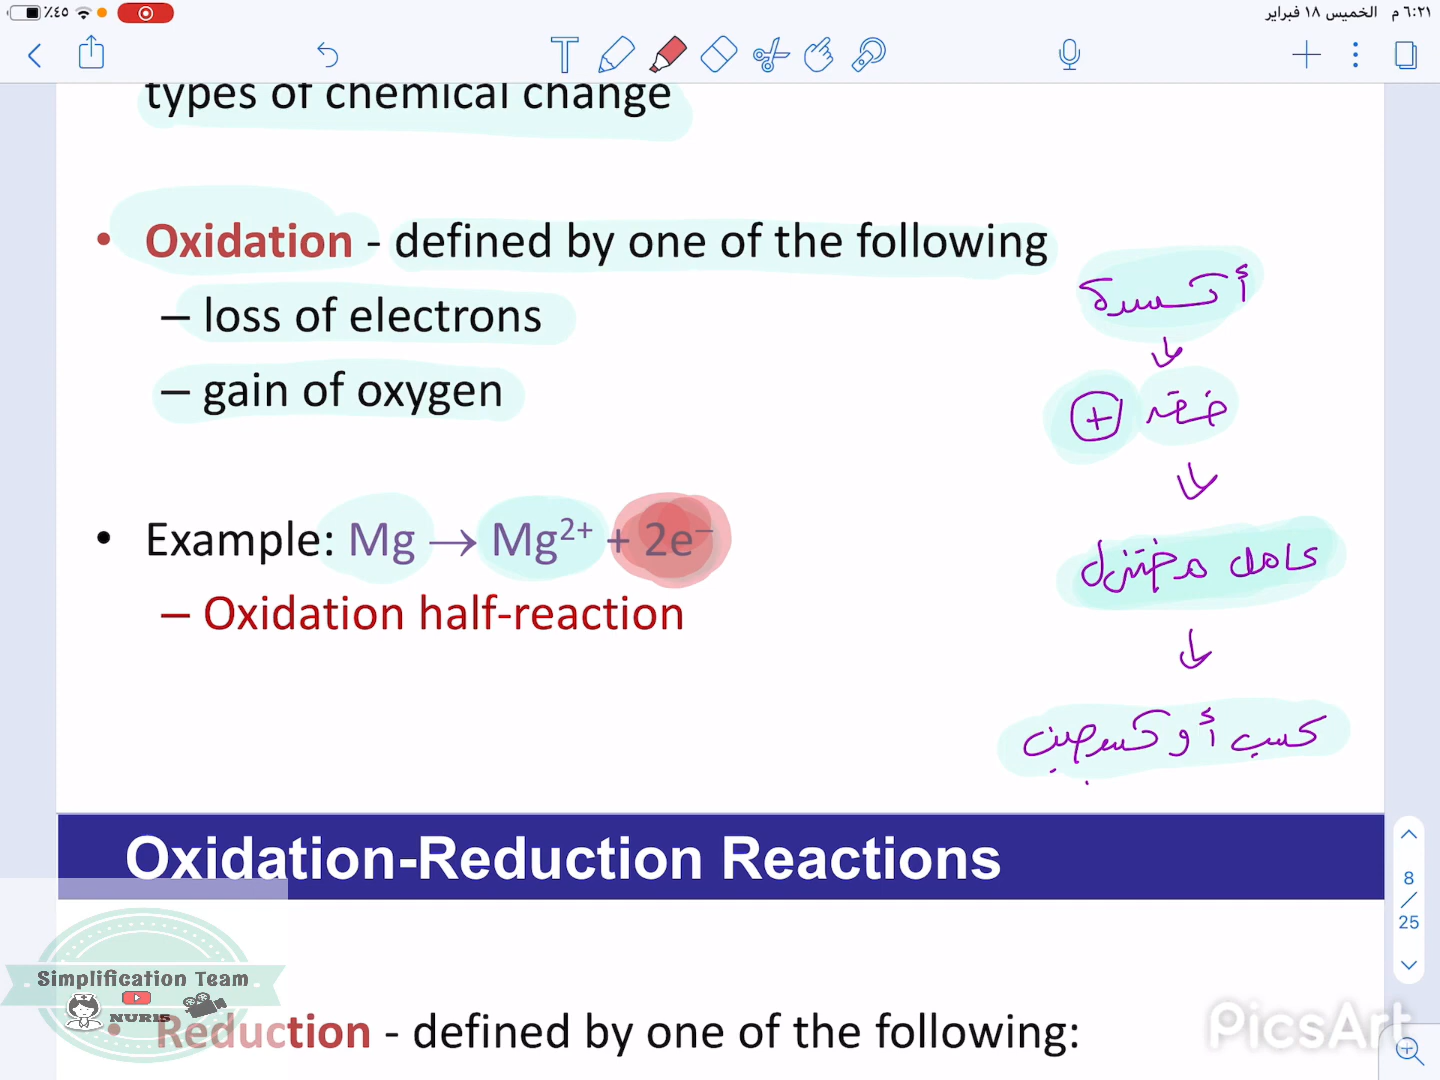 ٪٤٥
٦:٢١ م الخميس ١٨ فبراير
types of chemical change
• Oxidation - defined by one of the following
– loss of electrons
– gain of oxygen
• Example: Mg → Mg²⁺ + 2e⁻
– Oxidation half-reaction
أكسدة
↓
+
↓
عامل مختزل
↓
كسب أوكسجين
8
/
25
Oxidation-Reduction Reactions
Simplification Team
NURIS
• Reduction - defined by one of the following:
PicsArt